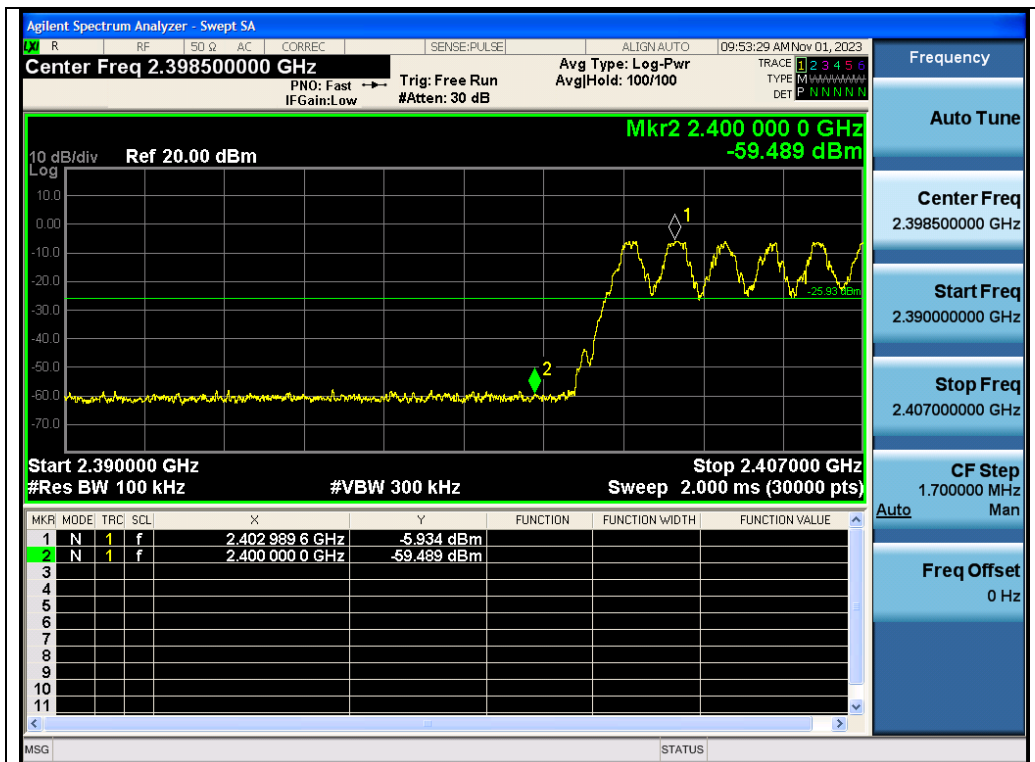 Agilent Spectrum Analyzer - Swept SA
LXI R RF 50 Ω AC CORREC SENSE:PULSE ALIGN AUTO 09:53:29 AM Nov 01, 2023
Center Freq 2.398500000 GHz
PNO: Fast
IFGain:Low
Trig: Free Run
#Atten: 30 dB
Avg Type: Log-Pwr
Avg|Hold: 100/100
TRACE 1 2 3 4 5 6
TYPE M
DET P N N N N N
Mkr2 2.400 000 0 GHz
-59.489 dBm
10 dB/div Ref 20.00 dBm
Log
10.0
0.00
-10.0
-20.0
-30.0
-40.0
-50.0
-60.0
-70.0
1
2
-25.93 dBm
Start 2.390000 GHz Stop 2.407000 GHz
#Res BW 100 kHz #VBW 300 kHz Sweep 2.000 ms (30000 pts)
MKR MODE TRC SCL X Y FUNCTION FUNCTION WIDTH FUNCTION VALUE
1 N 1 f 2.402 989 6 GHz -5.934 dBm
2 N 1 f 2.400 000 0 GHz -59.489 dBm
3
4
5
6
7
8
9
10
11
MSG STATUS
Frequency
Auto Tune
Center Freq
2.398500000 GHz
Start Freq
2.390000000 GHz
Stop Freq
2.407000000 GHz
CF Step
1.700000 MHz
Auto Man
Freq Offset
0 Hz